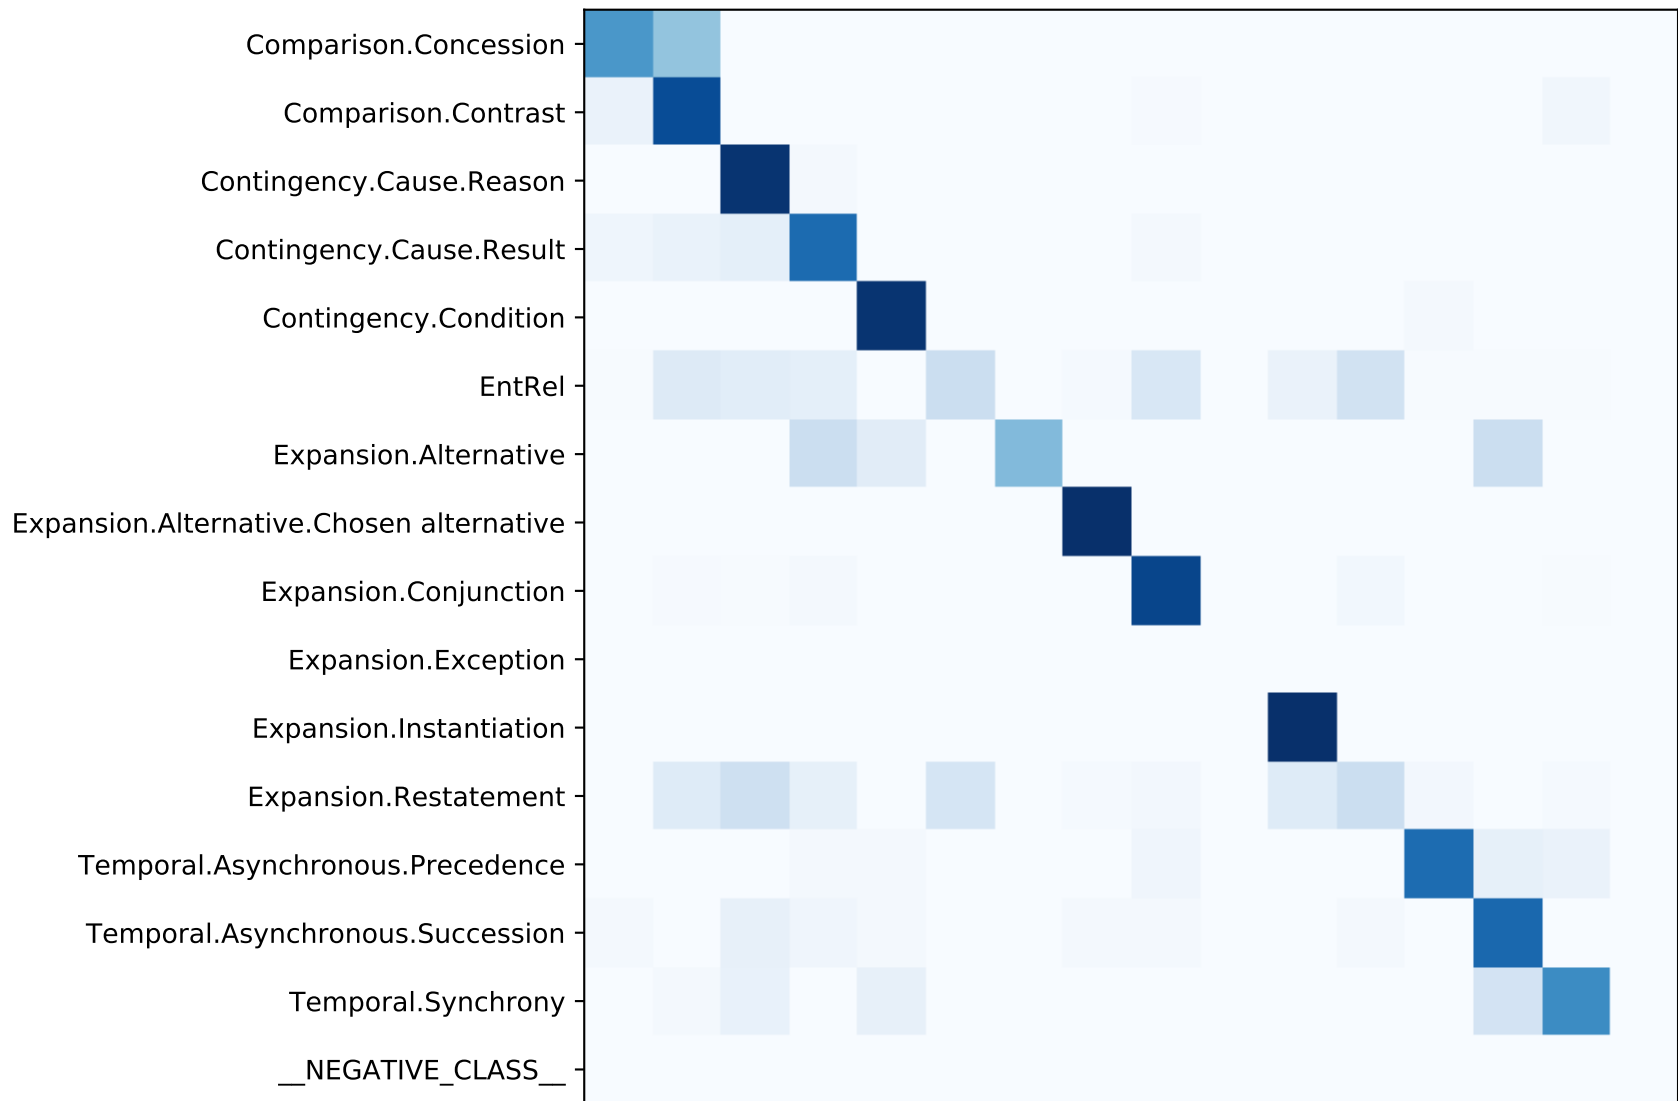 Comparison.Concession
Comparison.Contrast
Contingency.Cause.Reason
Contingency.Cause.Result
Contingency.Condition
EntRel
Expansion.Alternative
Expansion.Alternative.Chosen alternative
Expansion.Conjunction
Expansion.Exception
Expansion.Instantiation
Expansion.Restatement
Temporal.Asynchronous.Precedence
Temporal.Asynchronous.Succession
Temporal.Synchrony
__NEGATIVE_CLASS__